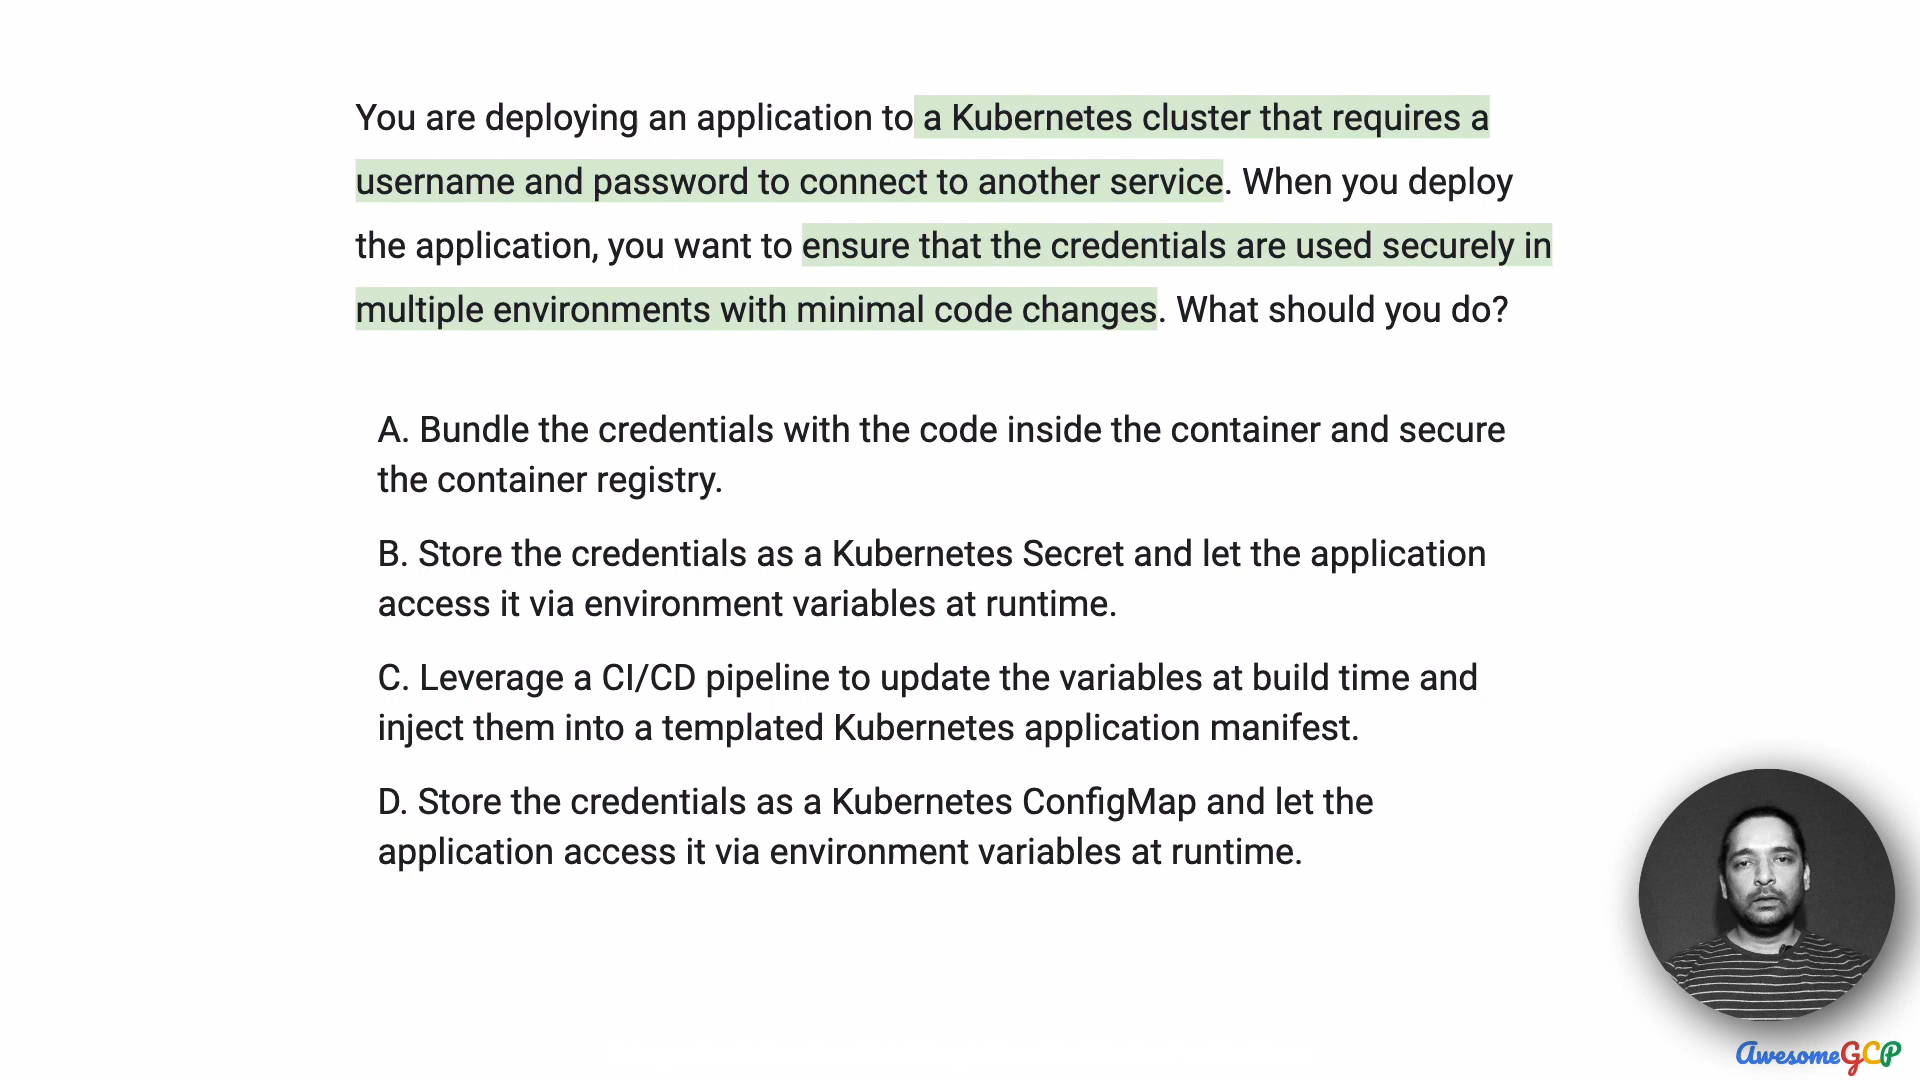 You are deploying an application to a Kubernetes cluster that requires a
username and password to connect to another service. When you deploy
the application, you want to ensure that the credentials are used securely in
multiple environments with minimal code changes. What should you do?
A. Bundle the credentials with the code inside the container and secure
the container registry.
B. Store the credentials as a Kubernetes Secret and let the application
access it via environment variables at runtime.
C. Leverage a CI/CD pipeline to update the variables at build time and
inject them into a templated Kubernetes application manifest.
D. Store the credentials as a Kubernetes ConfigMap and let the
application access it via environment variables at runtime.
AwesomeGCP